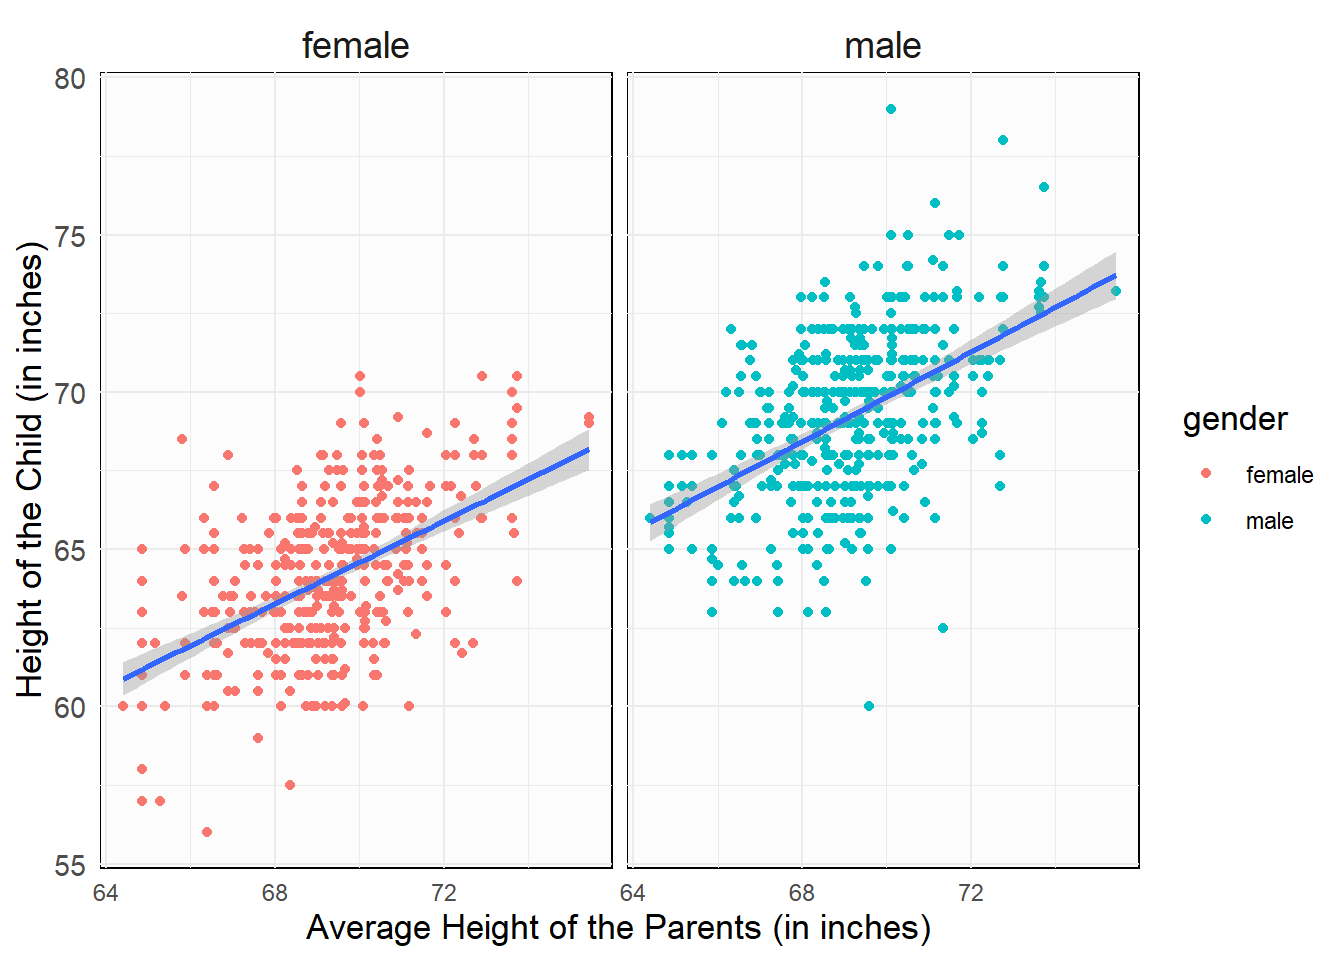 female
male
80
75
70
65
60
55
Height of the Child (in inches)
64
68
72
64
68
72
Average Height of the Parents (in inches)
gender
female
male